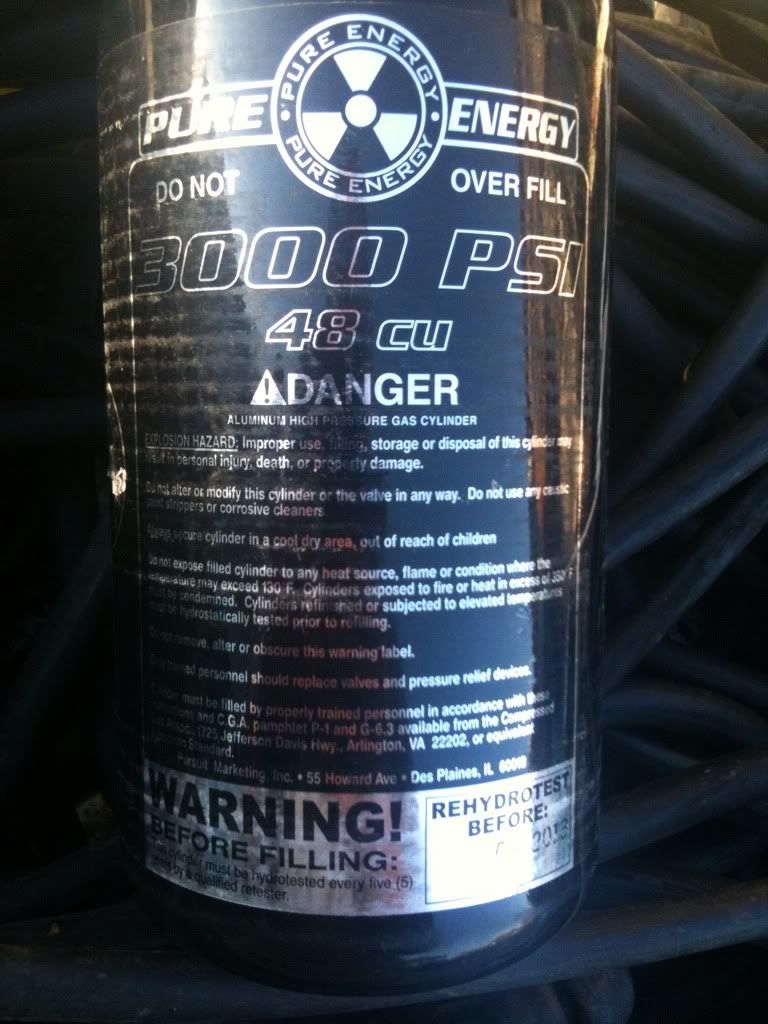 PURE ENERGY
PURE ENERGY
PURE ENERGY
DO NOT OVER FILL
3000 PSI
48 CU
DANGER
ALUMINUM HIGH PRESSURE GAS CYLINDER
EXPLOSION HAZARD: Improper use, filling, storage or disposal of this cylinder may
result in personal injury, death, or property damage.
Do not alter or modify this cylinder or the valve in any way. Do not use any caustic
paint strippers or corrosive cleaners
Always secure cylinder in a cool dry area, out of reach of children
Do not expose filled cylinder to any heat source, flame or condition where the
temperature may exceed 130 F. Cylinders exposed to fire or heat in excess of 350 F
must be condemned. Cylinders refinished or subjected to elevated temperatures
must be hydrostatically tested prior to refilling.
Do not remove, alter or obscure this warning label.
Only trained personnel should replace valves and pressure relief devices.
Cylinder must be filled by properly trained personnel in accordance with these
instructions and C.G.A. pamphlet P-1 and G-6.3 available from the Compressed
Gas Assoc., 1725 Jefferson Davis Hwy., Arlington, VA 22202, or equivalent
Standard.
Pursuit Marketing, Inc. • 55 Howard Ave • Des Plaines, IL 60018
WARNING!
BEFORE FILLING:
This cylinder must be hydrotested every five (5)
years by a qualified retester.
REHYDROTEST
BEFORE:
2013